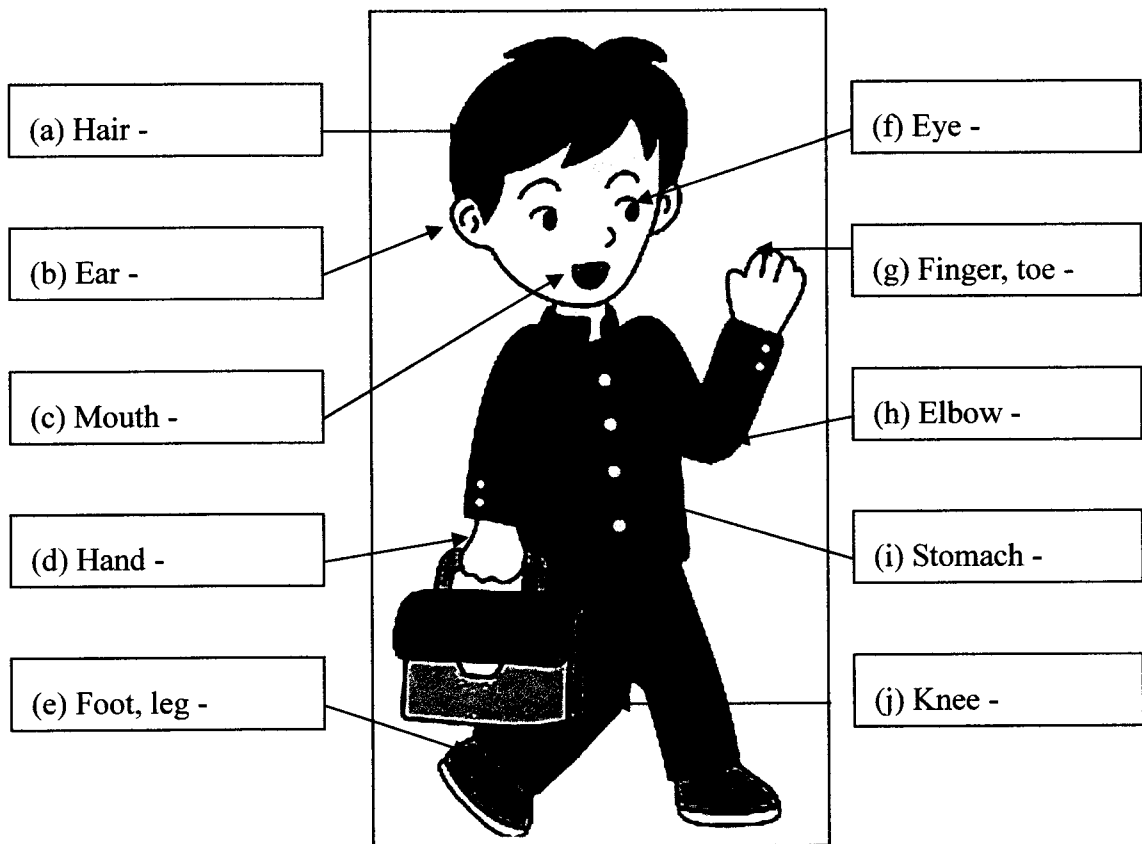 (a) Hair -
(b) Ear -
(c) Mouth -
(d) Hand -
(e) Foot, leg -
(f) Eye -
(g) Finger, toe -
(h) Elbow -
(i) Stomach -
(j) Knee -